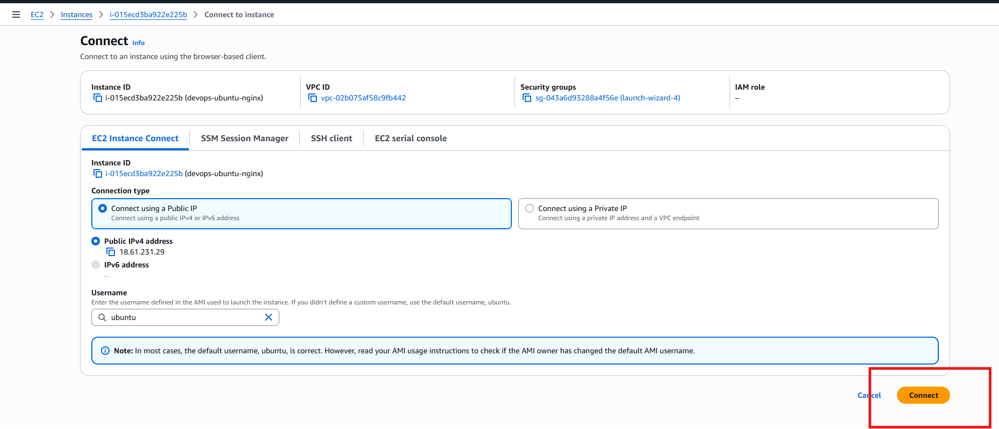 EC2 > Instances > i-015ecd3ba922e225b > Connect to instance
Connect Info
Connect to an instance using the browser-based client.
Instance ID
i-015ecd3ba922e225b (devops-ubuntu-nginx)
VPC ID
vpc-02b075af58c9fb442
Security groups
sg-043a6d93288a4f56e (launch-wizard-4)
IAM role
–
EC2 Instance Connect
SSM Session Manager
SSH client
EC2 serial console
Instance ID
i-015ecd3ba922e225b (devops-ubuntu-nginx)
Connection type
Connect using a Public IP
Connect using a public IPv4 or IPv6 address
Connect using a Private IP
Connect using a private IP address and a VPC endpoint
Public IPv4 address
18.61.231.29
IPv6 address
–
Username
Enter the username defined in the AMI used to launch the instance. If you didn't define a custom username, use the default username, ubuntu.
ubuntu
Note: In most cases, the default username, ubuntu, is correct. However, read your AMI usage instructions to check if the AMI owner has changed the default AMI username.
Cancel
Connect